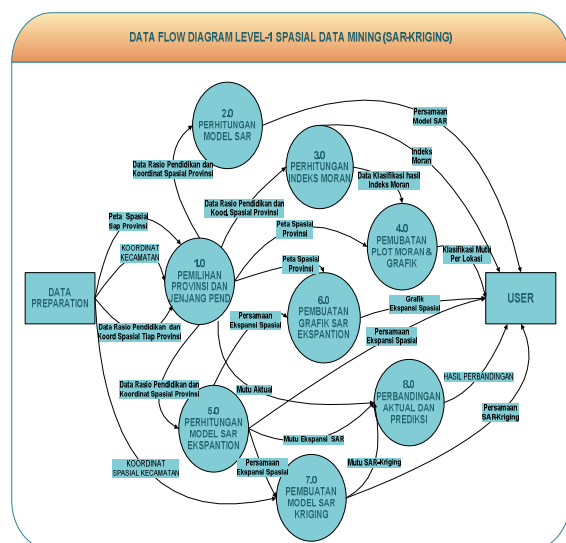 DATA FLOW DIAGRAM LEVEL-1 SPASIAL DATA MINING (SAR-KRIGING)
2.0
PERHITUNGAN
MODEL SAR
Persamaan
Model SAR
3.0
PERHITUNGAN
INDEKS MORAN
Indeks
Moran
Data Rasio Pendidikan dan
Koordinat Spasial Provinsi
Data Klasifikasi hasil
Indeks Moran
Data Rasio Pendidikan dan
Kood, Spasial Provinsi
Peta Spasial
tiap Provinsi
KOORDINAT
KECAMATAN
Peta Spasial
Provinsi
4.0
PEMUBATAN
PLOT MORAN &
GRAFIK
Klasifikasi Mutu
Per Lokasi
1.0
PEMILIHAN
PROVINSI DAN
JENJANG PEND
Peta Spasial
Provinsi
DATA
PREPARATION
USER
6.0
PEMBUATAN
GRAFIK SAR
EKSPANTION
Grafik
Ekspansi Spasial
Persamaan
Ekspansi Spasial
Data Rasio Pendidikan dan
Koord Spasial Tiap Provinsi
Persamaan
Ekspansi Spasial
Data Rasio Pendidikan dan
Koordinat Spasial Provinsi
Mutu Aktual
8.0
PERBANDINGAN
AKTUAL DAN
PREDIKSI
HASIL PERBANDINGAN
5.0
PERHITUNGAN
MODEL SAR
EKSPANTION
Mutu Ekspansi SAR
Persamaan
SAR-Kriging
KOORDINAT
SPASIAL KECAMATAN
Persamaan
Ekspansi Spasial
Mutu SAR-Kriging
7.0
PEMBUATAN
MODEL SAR
KRIGING